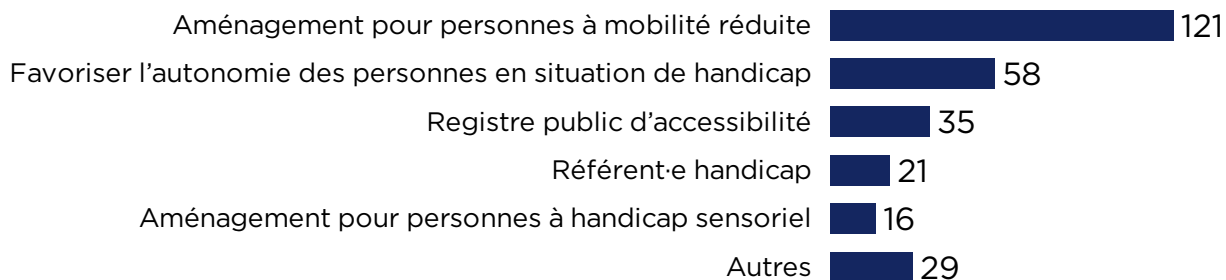 Aménagement pour personnes à mobilité réduite 121
Favoriser l’autonomie des personnes en situation de handicap 58
Registre public d’accessibilité 35
Référent·e handicap 21
Aménagement pour personnes à handicap sensoriel 16
Autres 29